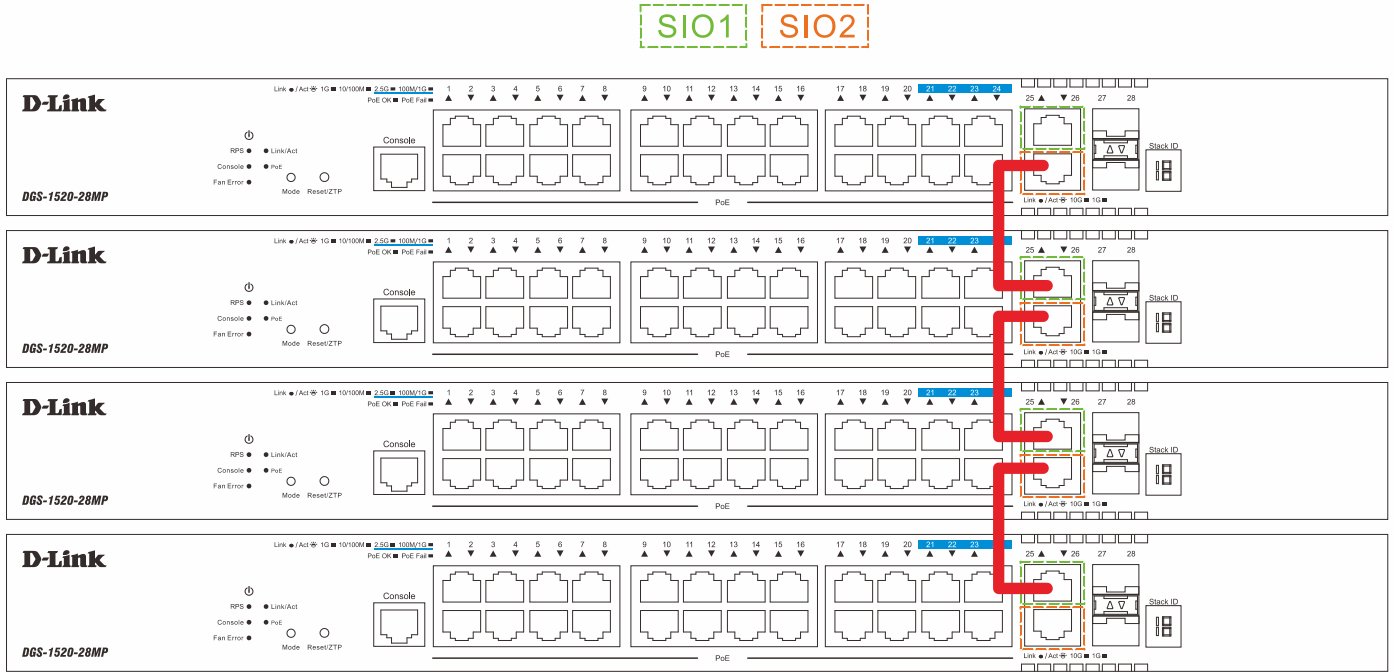 SIO1 SIO2
Link ● / Act 1G ■ 10/100M ■ 2.5G ■ 100M/1G ■ 1 2 3 4 5 6 7 8 9 10 11 12 13 14 15 16 17 18 19 20 21 22 23 24
D-Link PoE OK ■ PoE Fail ■ 25 ▲ ▼ 26 27 28
Console Stack ID
RPS ● ● Link/Act
Console ● ● PoE
Fan Error ● Mode Reset/ZTP
DGS-1520-28MP PoE Link ● / Act 10G ■ 1G ■
Link ● / Act 1G ■ 10/100M ■ 2.5G ■ 100M/1G ■ 1 2 3 4 5 6 7 8 9 10 11 12 13 14 15 16 17 18 19 20 21 22 23
D-Link PoE OK ■ PoE Fail ■ 25 ▲ ▼ 26 27 28
Console Stack ID
RPS ● ● Link/Act
Console ● ● PoE
Fan Error ● Mode Reset/ZTP
DGS-1520-28MP PoE Link ● / Act 10G ■ 1G ■
Link ● / Act 1G ■ 10/100M ■ 2.5G ■ 100M/1G ■ 1 2 3 4 5 6 7 8 9 10 11 12 13 14 15 16 17 18 19 20 21 22 23
D-Link PoE OK ■ PoE Fail ■ 25 ▲ ▼ 26 27 28
Console Stack ID
RPS ● ● Link/Act
Console ● ● PoE
Fan Error ● Mode Reset/ZTP
DGS-1520-28MP PoE Link ● / Act 10G ■ 1G ■
Link ● / Act 1G ■ 10/100M ■ 2.5G ■ 100M/1G ■ 1 2 3 4 5 6 7 8 9 10 11 12 13 14 15 16 17 18 19 20 21 22 23
D-Link PoE OK ■ PoE Fail ■ 25 ▲ ▼ 26 27 28
Console Stack ID
RPS ● ● Link/Act
Console ● ● PoE
Fan Error ● Mode Reset/ZTP
DGS-1520-28MP PoE Link ● / Act 10G ■ 1G ■